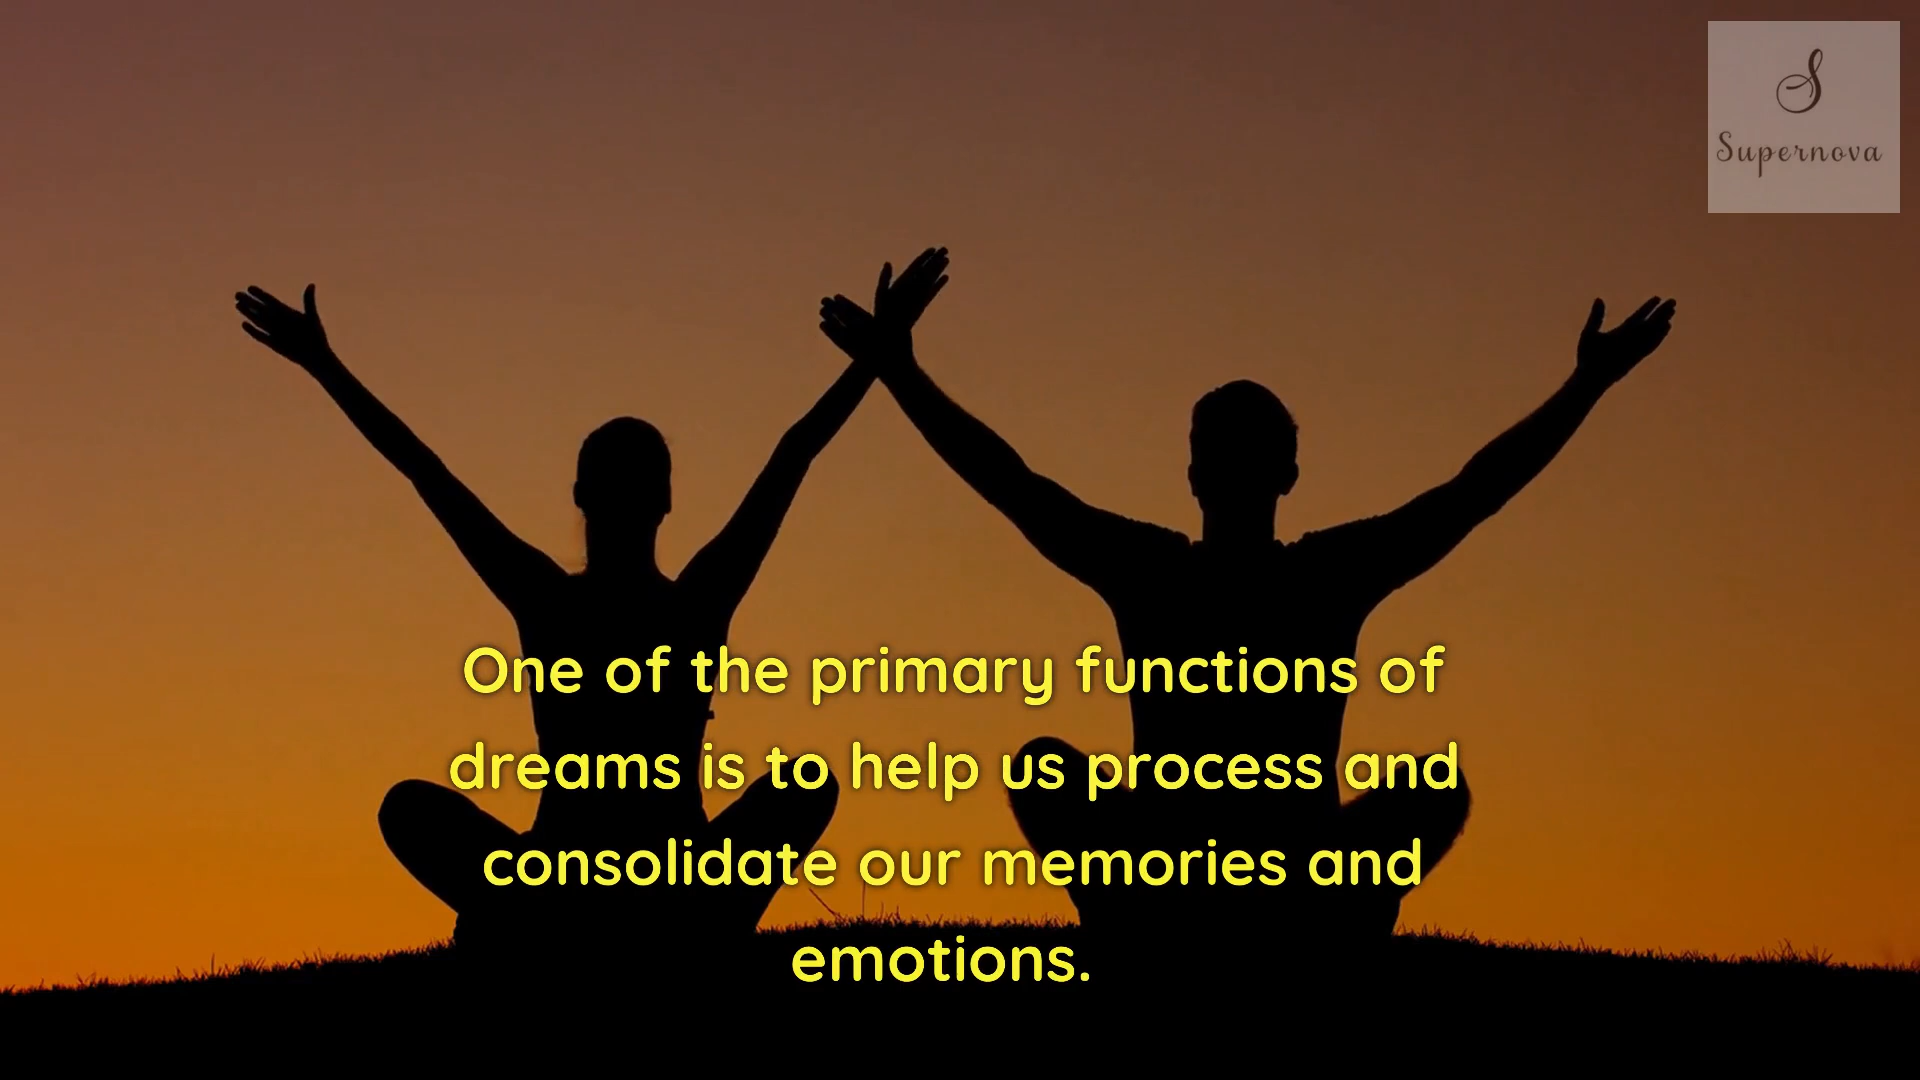 S
Supernova
One of the primary functions of
dreams is to help us process and
consolidate our memories and
emotions.